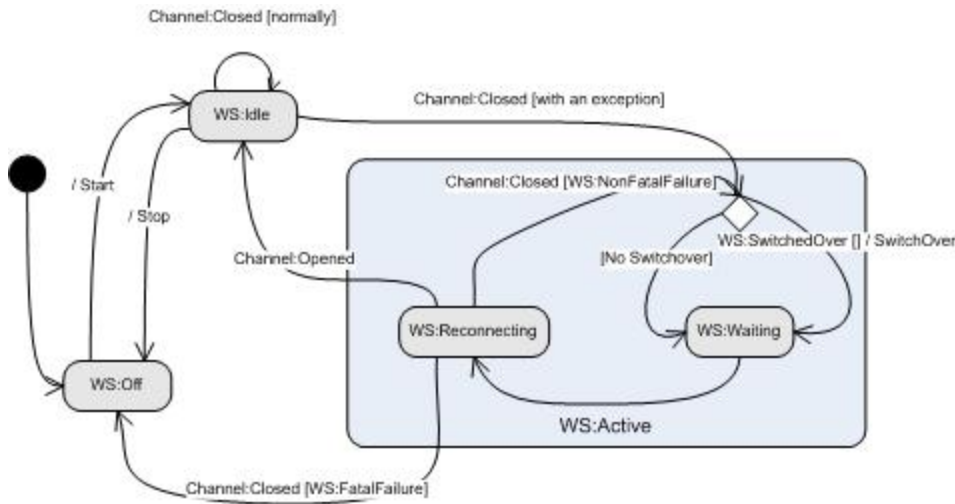 Channel:Closed [normally]
Channel:Closed [with an exception]
WS:Idle
Channel:Closed [WS:NonFatalFailure]
/ Start
/ Stop
WS:SwitchedOver [] / SwitchOver
[No Switchover]
Channel:Opened
WS:Reconnecting
WS:Waiting
WS:Off
WS:Active
Channel:Closed [WS:FatalFailure]